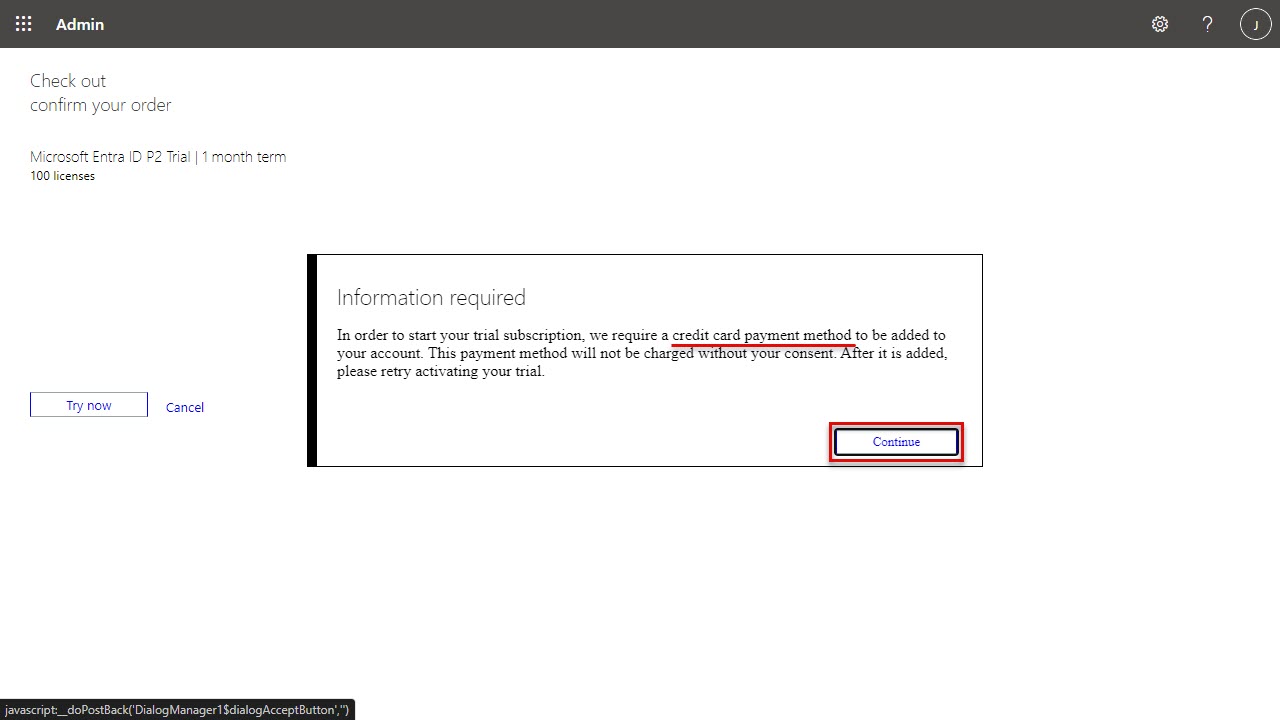 Admin
?
J
Check out
confirm your order
Microsoft Entra ID P2 Trial | 1 month term
100 licenses
Information required
In order to start your trial subscription, we require a credit card payment method to be added to
your account. This payment method will not be charged without your consent. After it is added,
please retry activating your trial.
Try now
Cancel
Continue
javascript:__doPostBack('DialogManager1$dialogAcceptButton','')